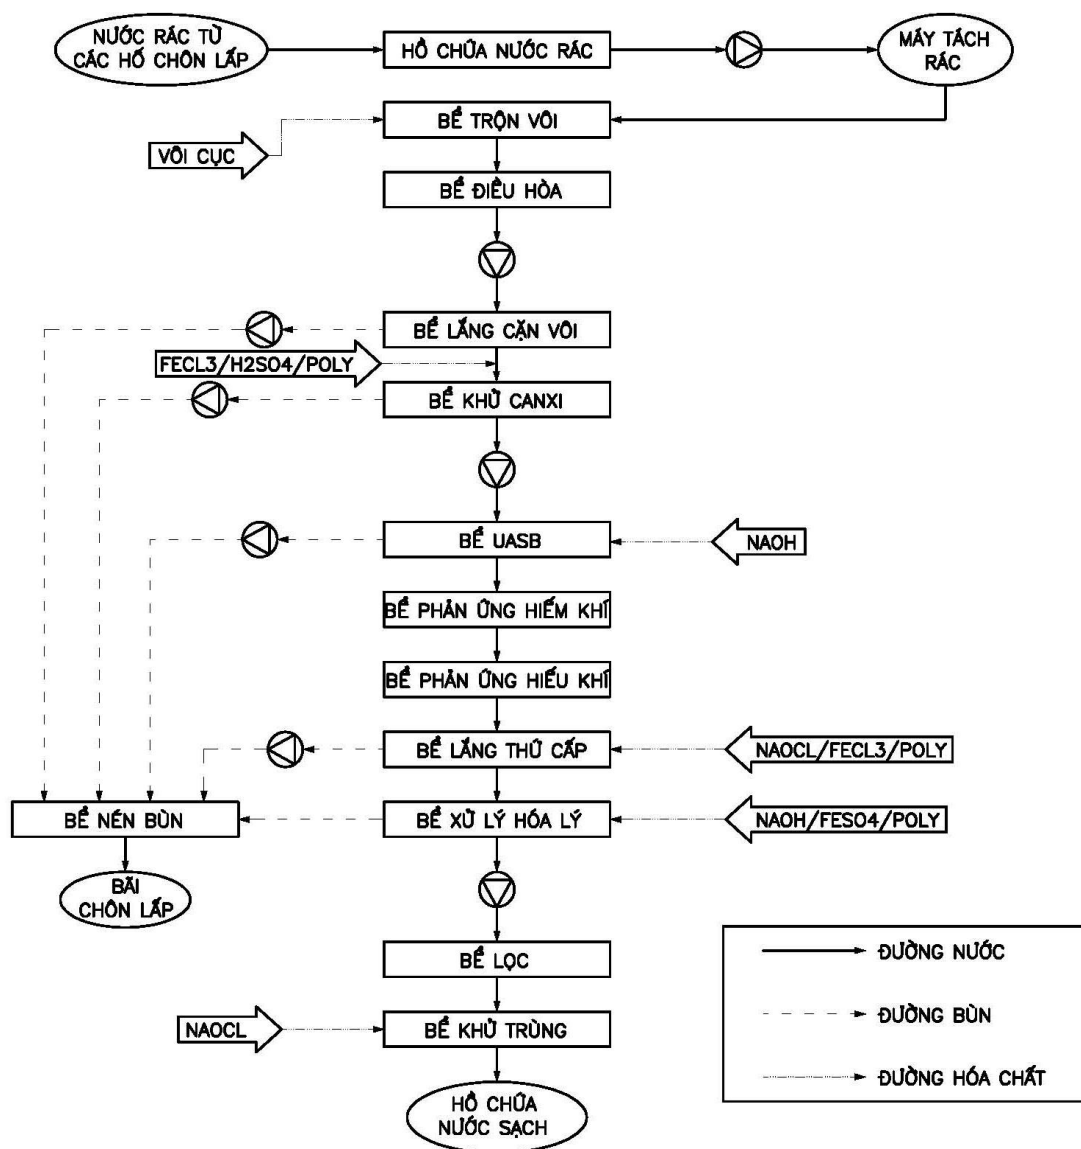 NƯỚC RÁC TỪ
CÁC HỐ CHÔN LẤP
HỒ CHỨA NƯỚC RÁC
MÁY TÁCH
RÁC
BỂ TRỘN VÔI
VÔI CỤC
BỂ ĐIỀU HÒA
BỂ LẮNG CẶN VÔI
FECL3/H2SO4/POLY
BỂ KHỬ CANXI
BỂ UASB
NAOH
BỂ PHẢN ỨNG HIẾM KHÍ
BỂ PHẢN ỨNG HIẾU KHÍ
BỂ LẮNG THỨ CẤP
NAOCL/FECL3/POLY
BỂ NÉN BÙN
BỂ XỬ LÝ HÓA LÝ
NAOH/FESO4/POLY
BÃI
CHÔN LẤP
BỂ LỌC
ĐƯỜNG NƯỚC
NAOCL
BỂ KHỬ TRÙNG
ĐƯỜNG BÙN
ĐƯỜNG HÓA CHẤT
HỒ CHỨA
NƯỚC SẠCH